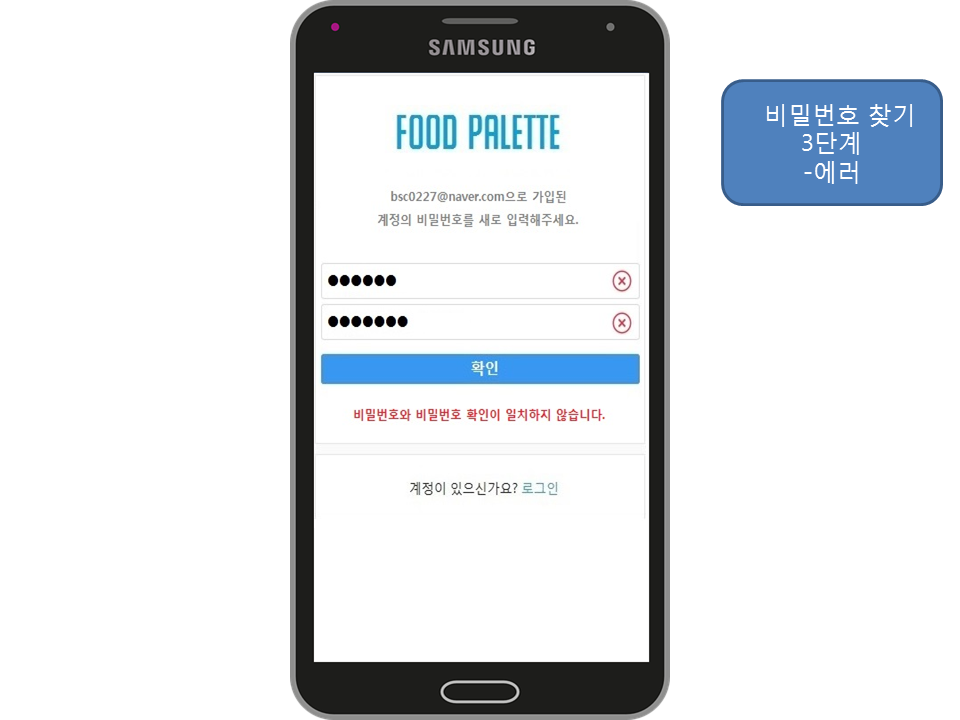 SAMSUNG
FOOD PALETTE
bsc0227@naver.com으로 가입된
계정의 비밀번호를 새로 입력해주세요.
●●●●●●
●●●●●●●
확인
비밀번호와 비밀번호 확인이 일치하지 않습니다.
계정이 있으신가요? 로그인
비밀번호 찾기
3단계
-에러